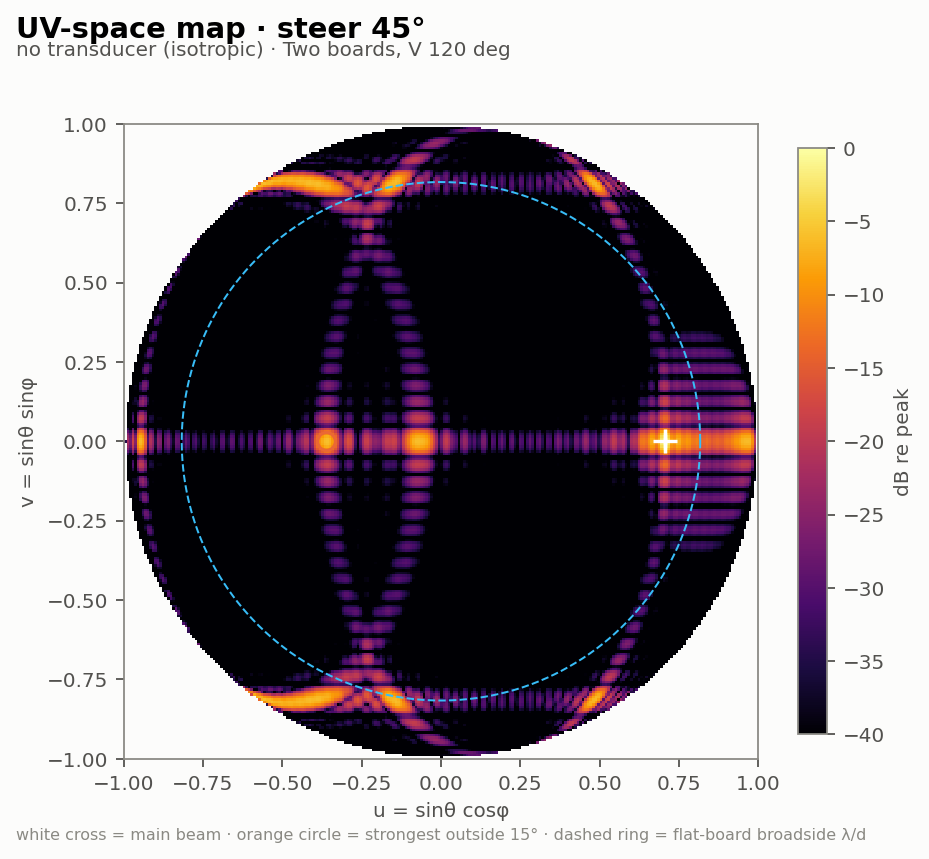 UV-space map · steer 45°
no transducer (isotropic) · Two boards, V 120 deg
1.00
0.75
0.50
0.25
0.00
−0.25
−0.50
−0.75
−1.00
v = sinθ sinφ
−1.00 −0.75 −0.50 −0.25 0.00 0.25 0.50 0.75 1.00
u = sinθ cosφ
0
−5
−10
−15
−20
−25
−30
−35
−40
dB re peak
white cross = main beam · orange circle = strongest outside 15° · dashed ring = flat-board broadside λ/d